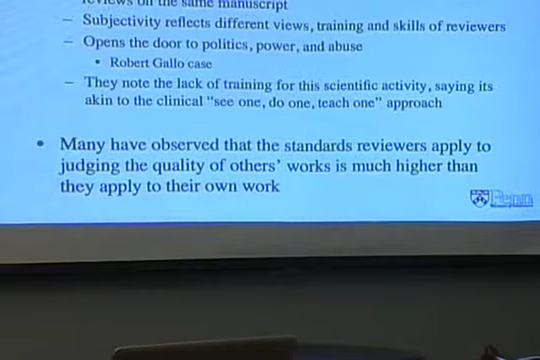 reviews on the same manuscript
– Subjectivity reflects different views, training and skills of reviewers
– Opens the door to politics, power, and abuse
• Robert Gallo case
– They note the lack of training for this scientific activity, saying its
akin to the clinical “see one, do one, teach one” approach
• Many have observed that the standards reviewers apply to
judging the quality of others’ works is much higher than
they apply to their own work
Penn